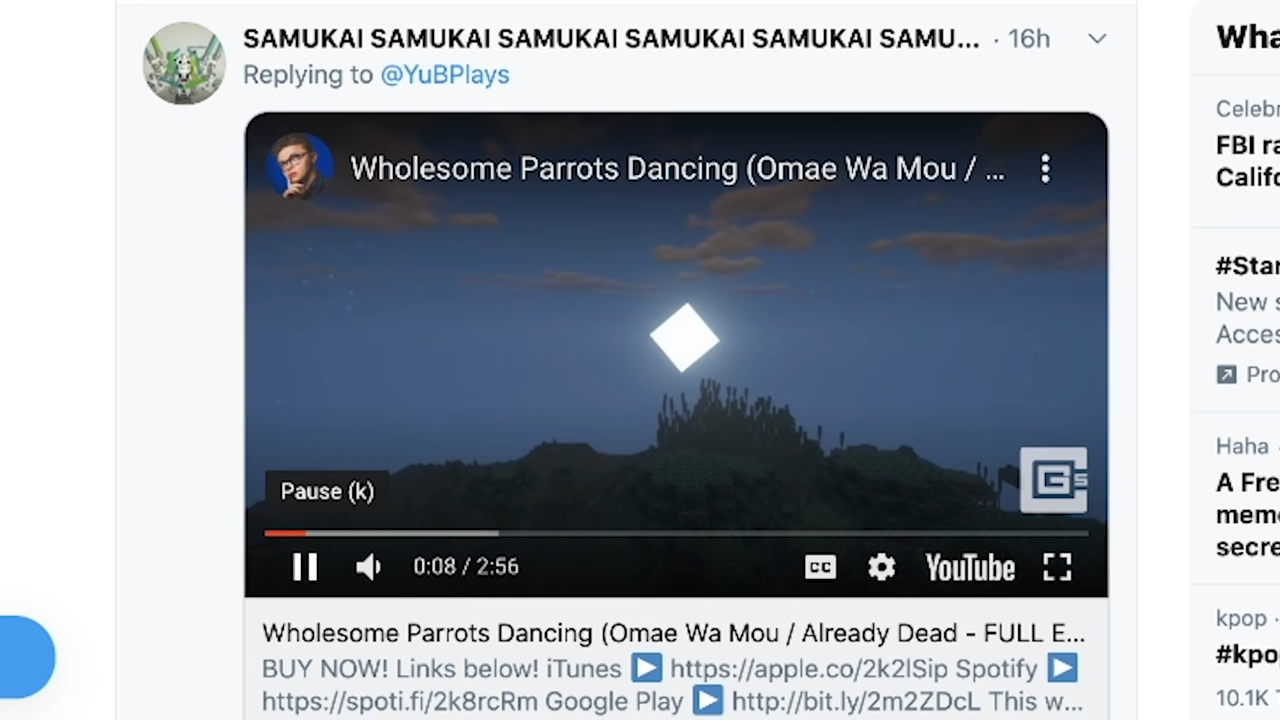 SAMUKAI SAMUKAI SAMUKAI SAMUKAI SAMUKAI SAMU... · 16h
Replying to @YuBPlays
Wholesome Parrots Dancing (Omae Wa Mou / ...
Pause (k)
0:08 / 2:56
CC
YouTube
Wholesome Parrots Dancing (Omae Wa Mou / Already Dead - FULL E...
BUY NOW! Links below! iTunes ▶ https://apple.co/2k2lSip Spotify ▶
https://spoti.fi/2k8rcRm Google Play ▶ http://bit.ly/2m2ZDcL This w...
Wha
Celebr
FBI ra
Califo
#Star
New s
Acces
Pro
Haha
A Fre
meme
secre
kpop ·
#kpo
10.1K